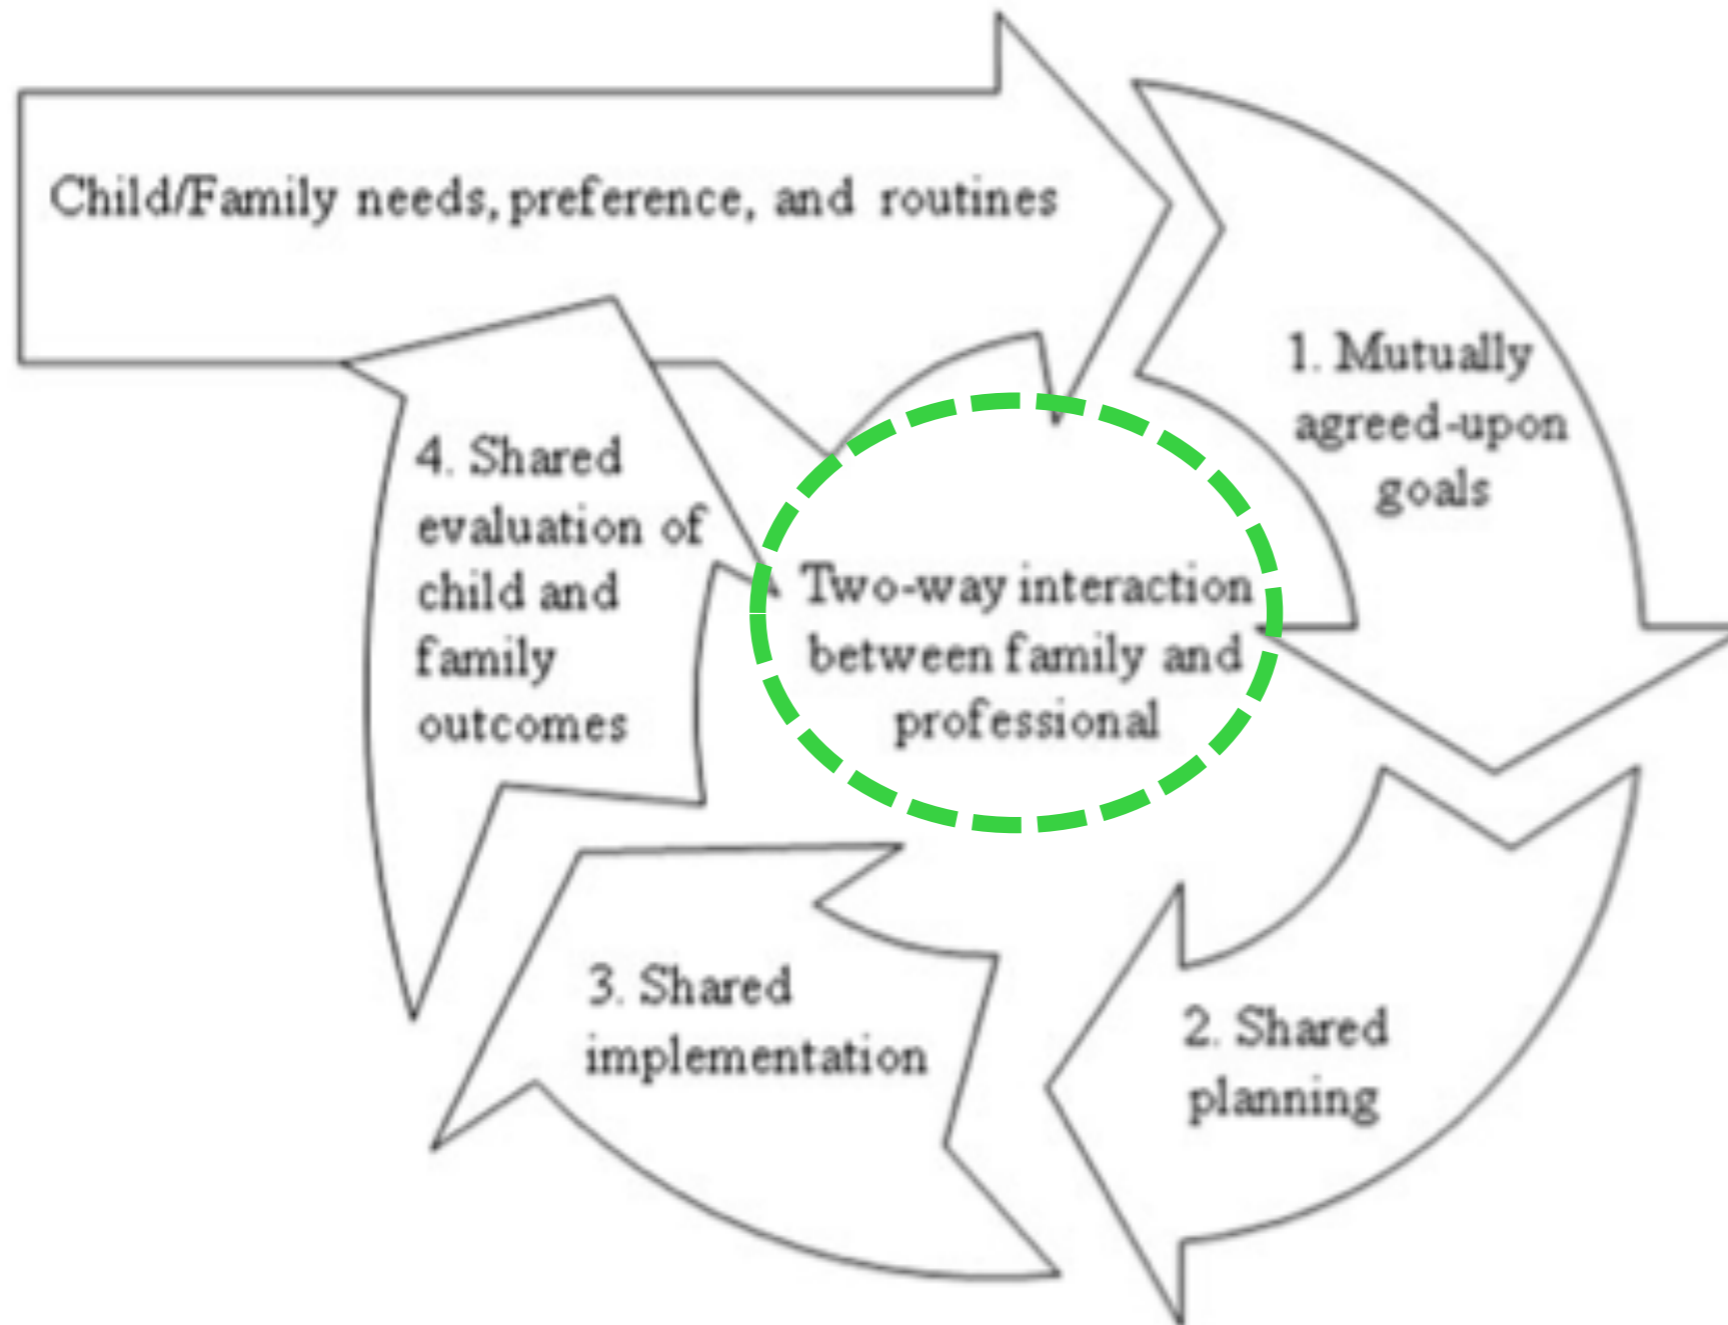 Child/Family needs, preference, and routines
1. Mutually
agreed-upon
goals
2. Shared
planning
3. Shared
implementation
4. Shared
evaluation of
child and
family
outcomes
Two-way interaction
between family and
professional